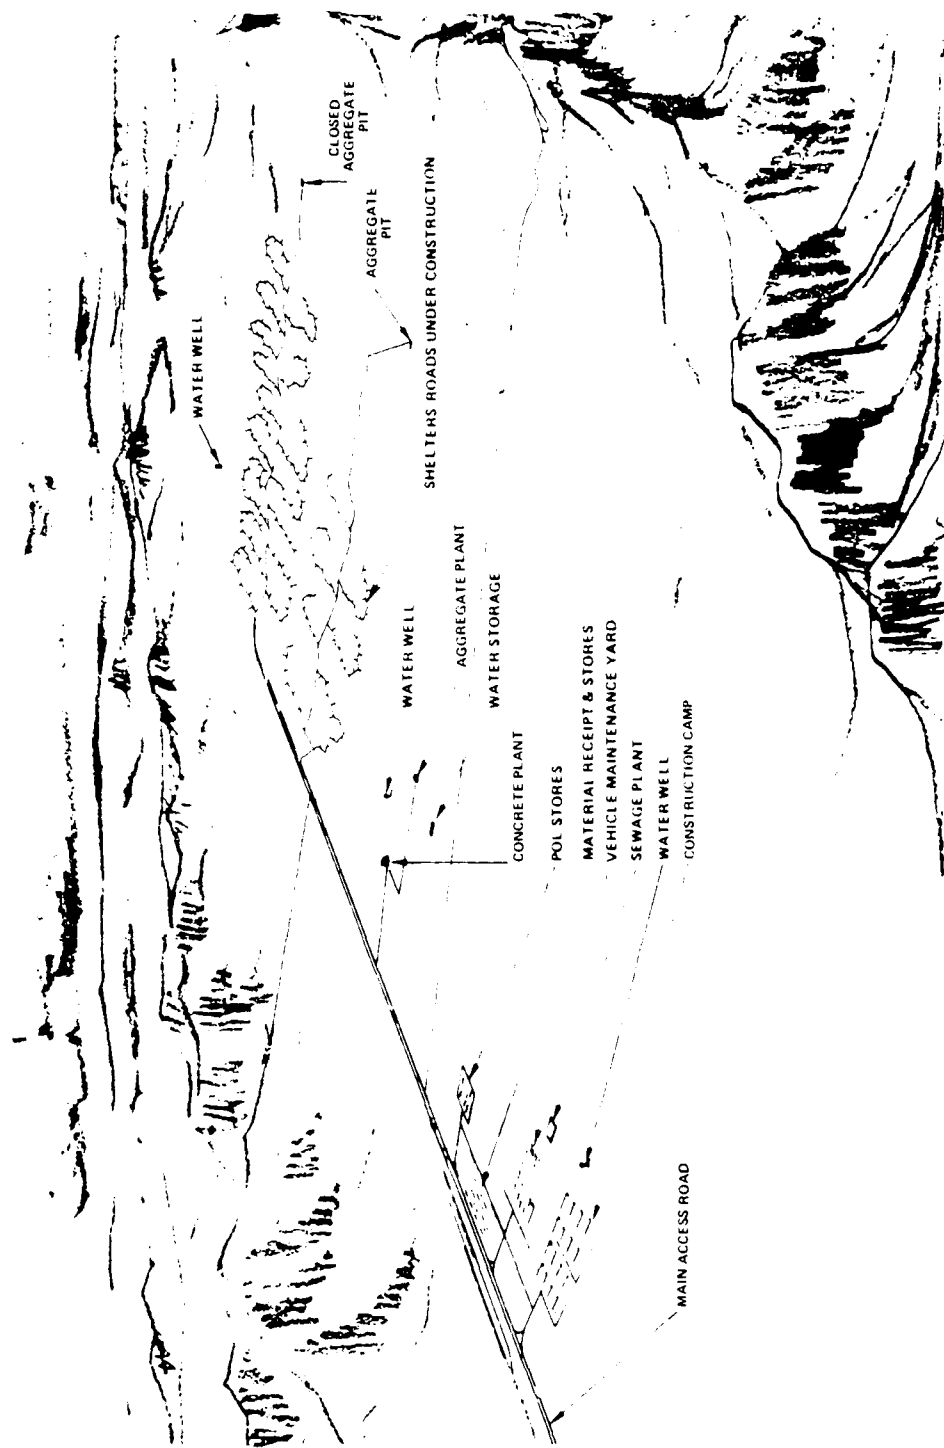 WATER WELL
CLOSED
AGGREGATE
PIT
AGGREGATE
PIT
SHELTERS ROADS UNDER CONSTRUCTION
WATER WELL
AGGREGATE PLANT
WATER STORAGE
CONCRETE PLANT
POL STORES
MATERIAL RECEIPT & STORES
VEHICLE MAINTENANCE YARD
SEWAGE PLANT
WATER WELL
CONSTRUCTION CAMP
MAIN ACCESS ROAD